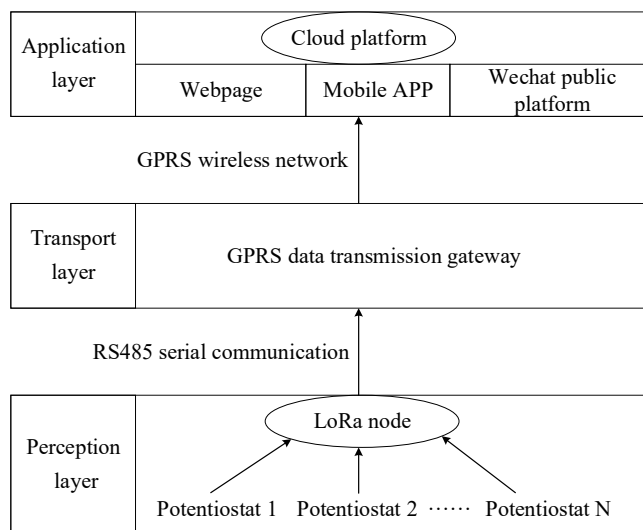 Application
layer
Cloud platform
Webpage
Mobile APP
Wechat public
platform
GPRS wireless network
Transport
layer
GPRS data transmission gateway
RS485 serial communication
Perception
layer
LoRa node
Potentiostat 1
Potentiostat 2
······
Potentiostat N